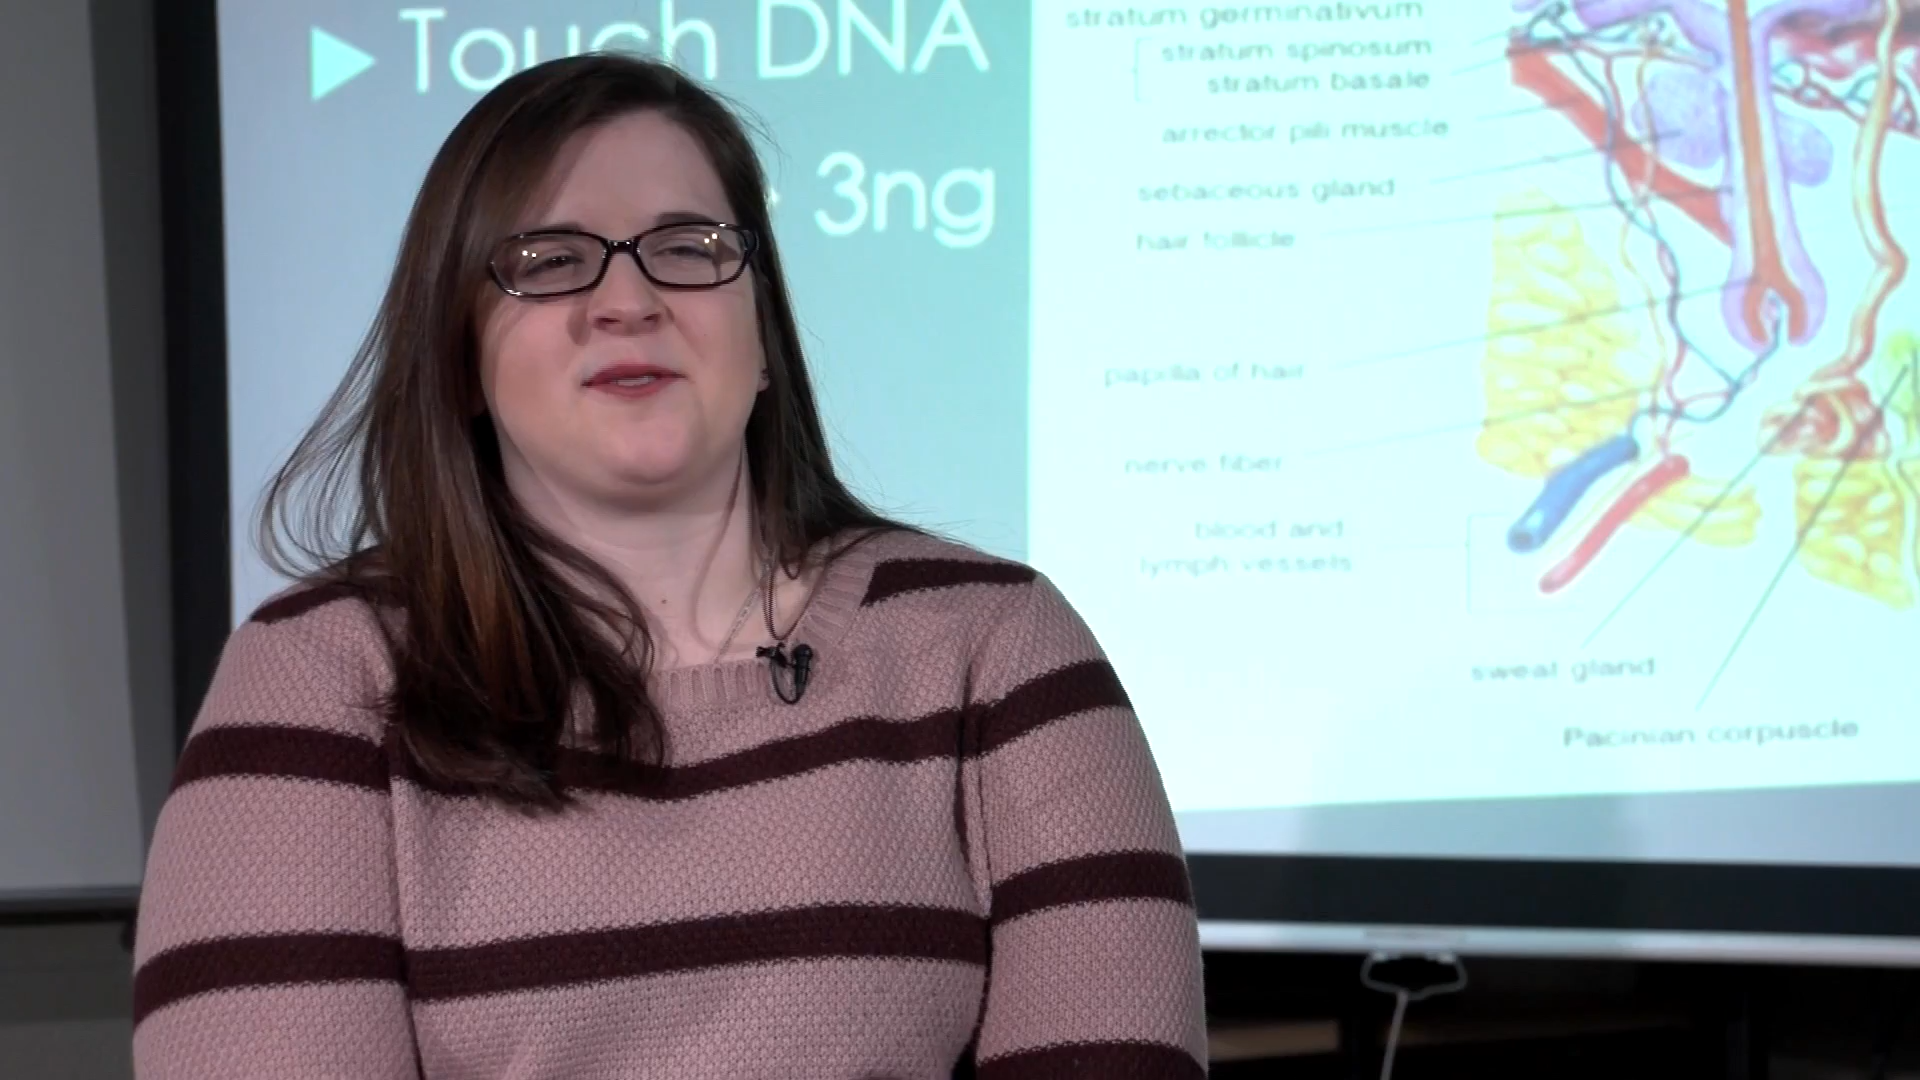 Touch DNA
3ng
stratum germinativum
stratum spinosum
stratum basale
arrector pili muscle
sebaceous gland
hair follicle
papilla of hair
nerve fiber
blood and
lymph vessels
sweat gland
Pacinian corpuscle